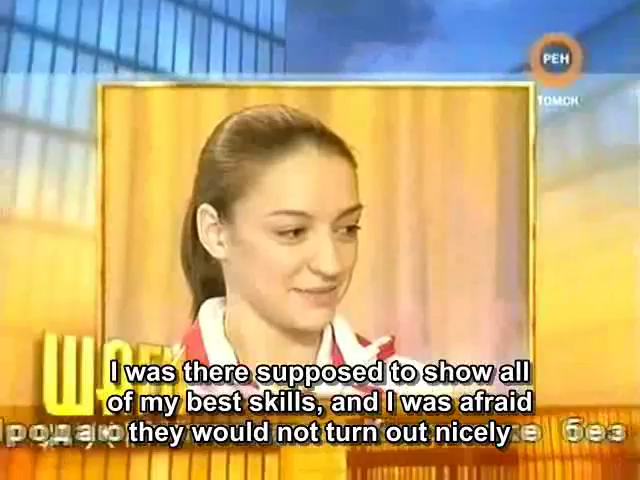 РЕН
ТОМСК
I was there supposed to show all
of my best skills, and I was afraid
they would not turn out nicely
без